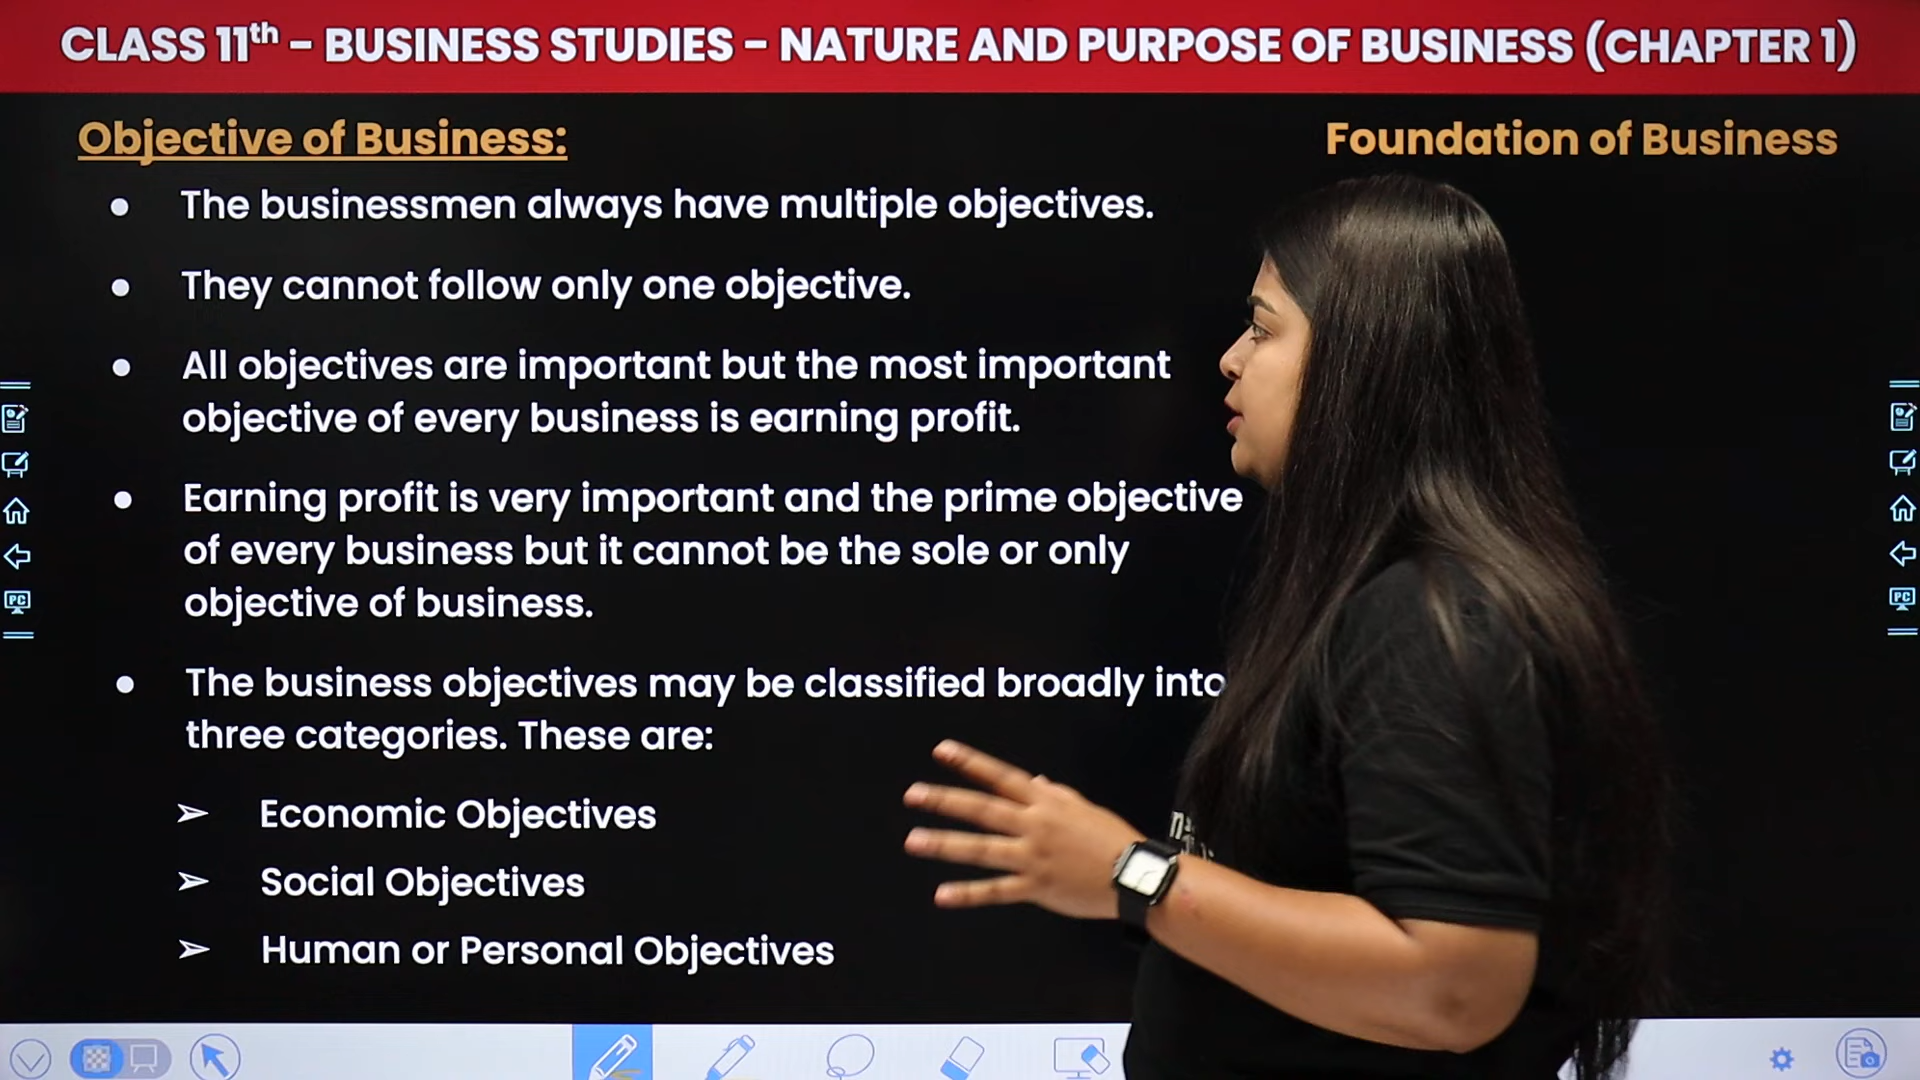 CLASS 11th – BUSINESS STUDIES – NATURE AND PURPOSE OF BUSINESS (CHAPTER 1)
Objective of Business:
Foundation of Business
● The businessmen always have multiple objectives.
● They cannot follow only one objective.
● All objectives are important but the most important
objective of every business is earning profit.
● Earning profit is very important and the prime objective
of every business but it cannot be the sole or only
objective of business.
● The business objectives may be classified broadly into
three categories. These are:
➢ Economic Objectives
➢ Social Objectives
➢ Human or Personal Objectives
PC
PC